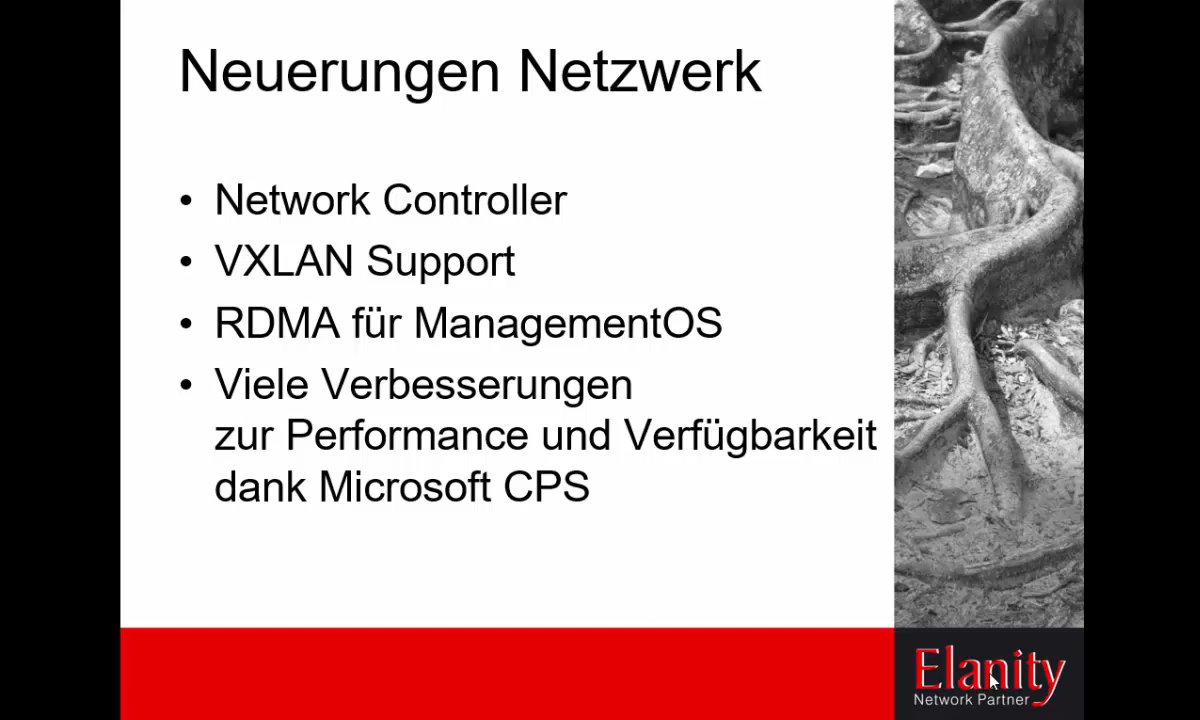 Neuerungen Netzwerk
• Network Controller
• VXLAN Support
• RDMA für ManagementOS
• Viele Verbesserungen
zur Performance und Verfügbarkeit
dank Microsoft CPS
Elanity
Network Partner